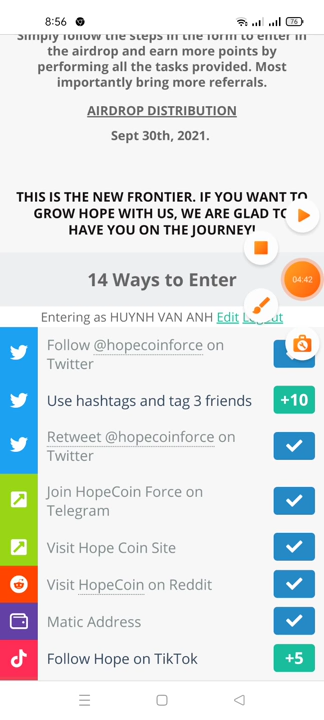 8:56
76
Simply follow the steps in the form to enter in
the airdrop and earn more points by
performing all the tasks provided. Most
importantly bring more referrals.
AIRDROP DISTRIBUTION
Sept 30th, 2021.
THIS IS THE NEW FRONTIER. IF YOU WANT TO
GROW HOPE WITH US, WE ARE GLAD TO
HAVE YOU ON THE JOURNEY!
04:42
14 Ways to Enter
Entering as HUYNH VAN ANH Edit Logout
Follow @hopecoinforce on
Twitter
Use hashtags and tag 3 friends +10
Retweet @hopecoinforce on
Twitter
Join HopeCoin Force on
Telegram
Visit Hope Coin Site
Visit HopeCoin on Reddit
Matic Address
Follow Hope on TikTok +5